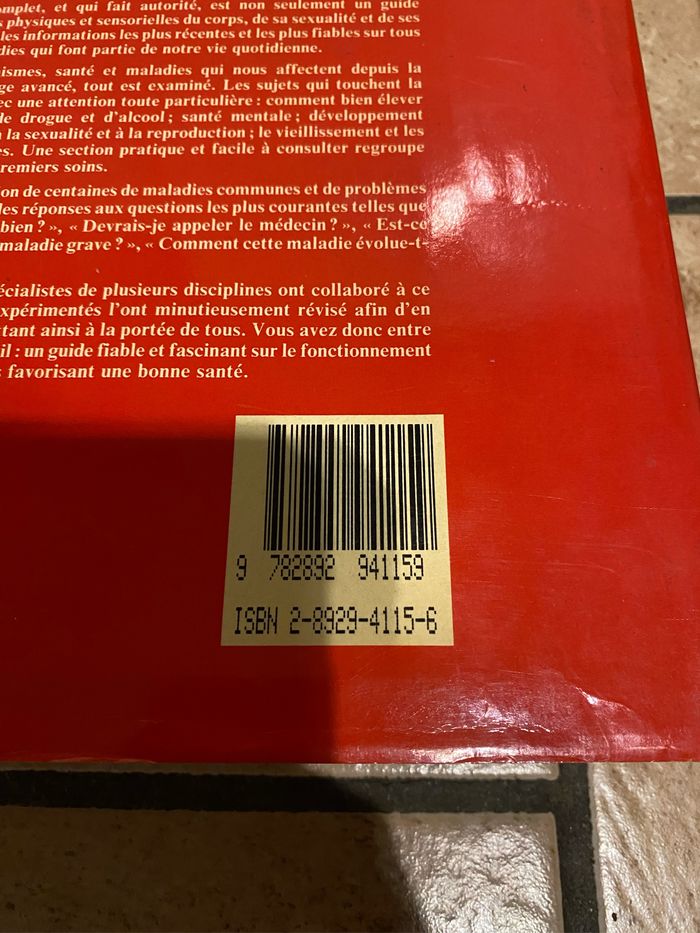 omplet, et qui fait autorité, est non seulement un guide
s physiques et sensorielles du corps, de sa sexualité et de ses
les informations les plus récentes et les plus fiables sur tous
dies qui font partie de notre vie quotidienne.
ismes, santé et maladies qui nous affectent depuis la
ge avancé, tout est examiné. Les sujets qui touchent la
ec une attention toute particulière : comment bien élever
de drogue et d'alcool ; santé mentale ; développement
à la sexualité et à la reproduction ; le vieillissement et les
es. Une section pratique et facile à consulter regroupe
remiers soins.
ion de centaines de maladies communes et de problèmes
des réponses aux questions les plus courantes telles que
bien ? », « Devrais-je appeler le médecin ? », « Est-ce
maladie grave ? », « Comment cette maladie évolue-t-
écialistes de plusieurs disciplines ont collaboré à ce
expérimentés l'ont minutieusement révisé afin d'en
ttant ainsi à la portée de tous. Vous avez donc entre
il : un guide fiable et fascinant sur le fonctionnement
s favorisant une bonne santé.
9 782892 941159
ISBN 2-8929-4115-6